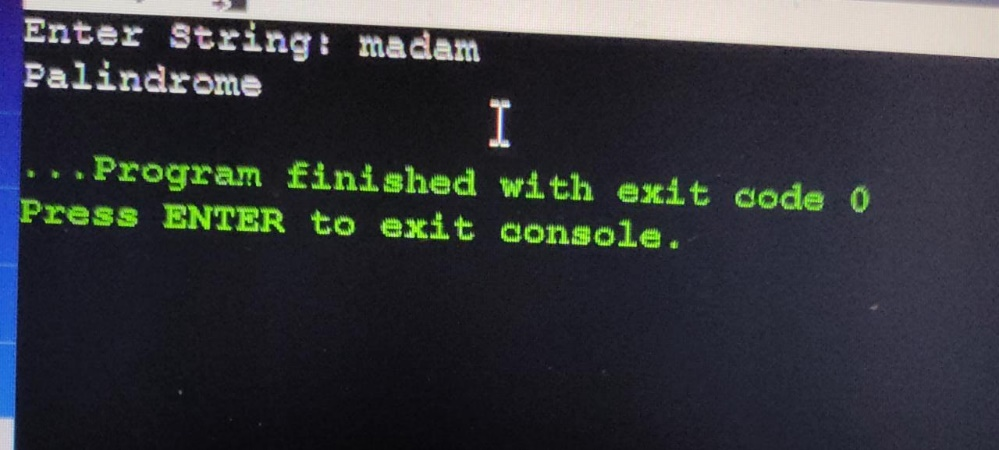 Enter String: madam
Palindrome
...Program finished with exit code 0
Press ENTER to exit console.